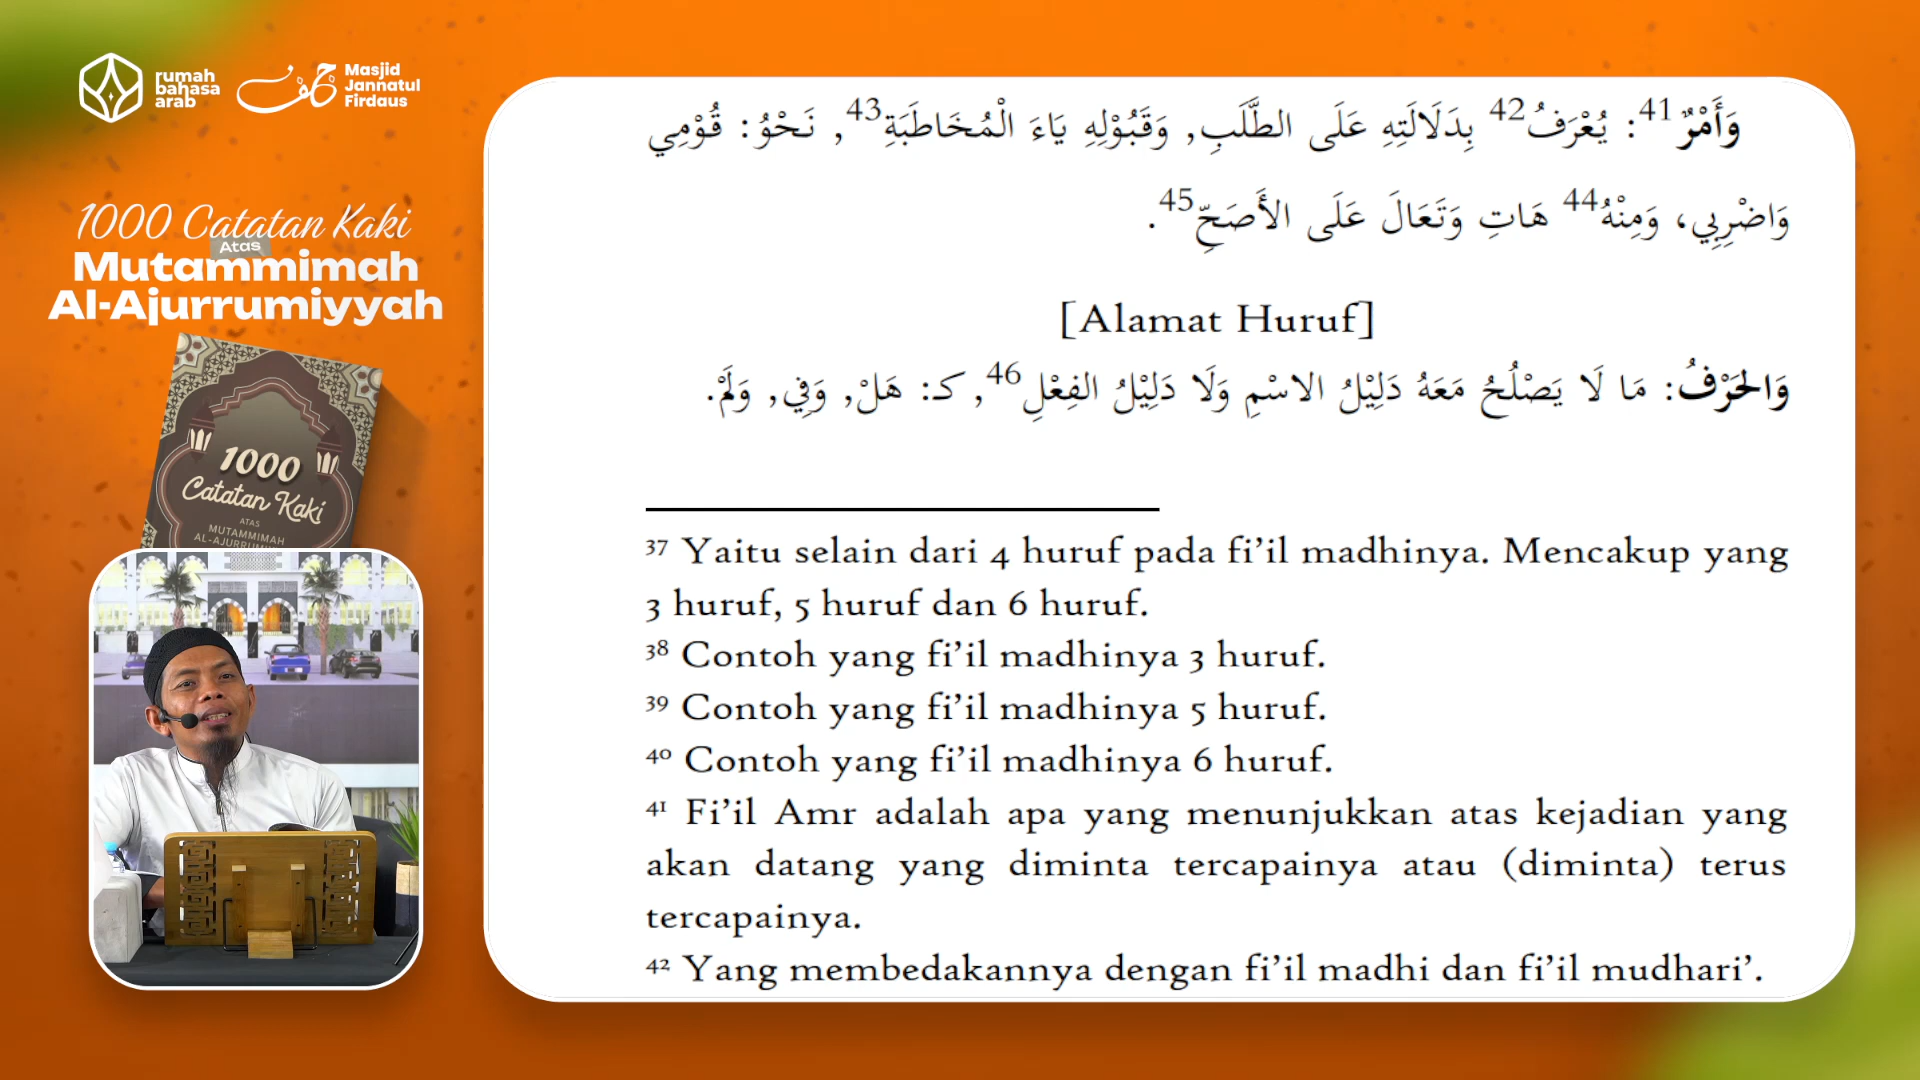 rumah
bahasa
arab
Masjid
Jannatul
Firdaus
1000 Catatan Kaki
Atas
Mutammimah
Al-Ajurrumiyyah
1000
Catatan Kaki
ATAS
MUTAMMIMAH
وَأَمْرٌ41: يُعْرَفُ42 بِدَلَالَتِهِ عَلَى الطَّلَبِ, وَقَبُوْلِهِ يَاءَ الْمُخَاطَبَةِ43, نَحْوُ: قُوْمِي
وَاضْرِبِي، وَمِنْهُ44 هَاتِ وَتَعَالَ عَلَى الأَصَحِّ45.
[Alamat Huruf]
وَالحَرْفُ: مَا لَا يَصْلُحُ مَعَهُ دَلِيْلُ الاسْمِ وَلَا دَلِيْلُ الفِعْلِ46, كـ: هَلْ, وَفِي, وَلَمْ.
37 Yaitu selain dari 4 huruf pada fi’il madhinya. Mencakup yang
3 huruf, 5 huruf dan 6 huruf.
38 Contoh yang fi’il madhinya 3 huruf.
39 Contoh yang fi’il madhinya 5 huruf.
40 Contoh yang fi’il madhinya 6 huruf.
41 Fi’il Amr adalah apa yang menunjukkan atas kejadian yang
akan datang yang diminta tercapainya atau (diminta) terus
tercapainya.
42 Yang membedakannya dengan fi’il madhi dan fi’il mudhari’.